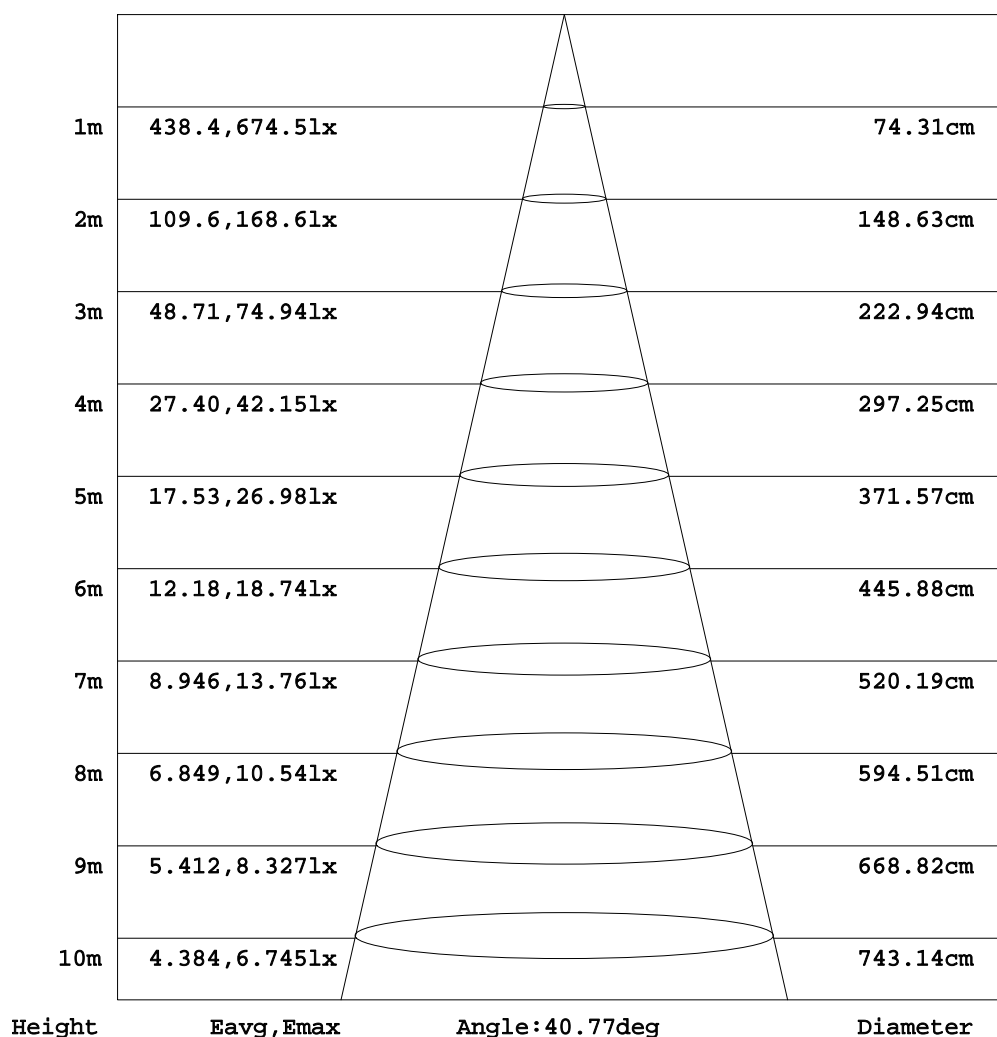 1m 438.4,674.5lx 74.31cm
2m 109.6,168.6lx 148.63cm
3m 48.71,74.94lx 222.94cm
4m 27.40,42.15lx 297.25cm
5m 17.53,26.98lx 371.57cm
6m 12.18,18.74lx 445.88cm
7m 8.946,13.76lx 520.19cm
8m 6.849,10.54lx 594.51cm
9m 5.412,8.327lx 668.82cm
10m 4.384,6.745lx 743.14cm
Height Eavg,Emax Angle:40.77deg Diameter